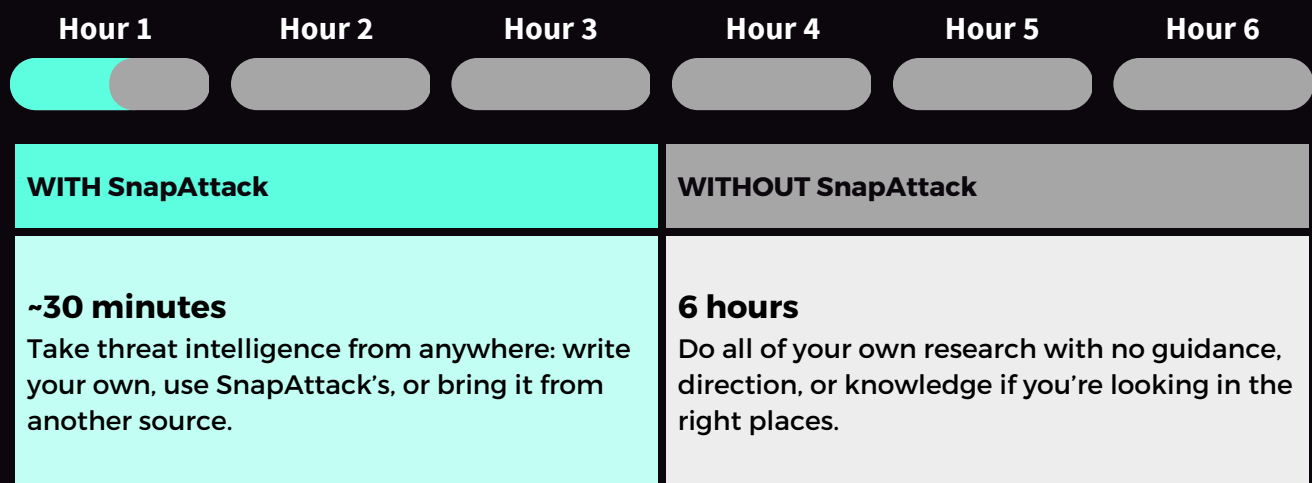 Hour 1
Hour 2
Hour 3
Hour 4
Hour 5
Hour 6
WITH SnapAttack
~30 minutes
Take threat intelligence from anywhere: write
your own, use SnapAttack’s, or bring it from
another source.
WITHOUT SnapAttack
6 hours
Do all of your own research with no guidance,
direction, or knowledge if you’re looking in the
right places.